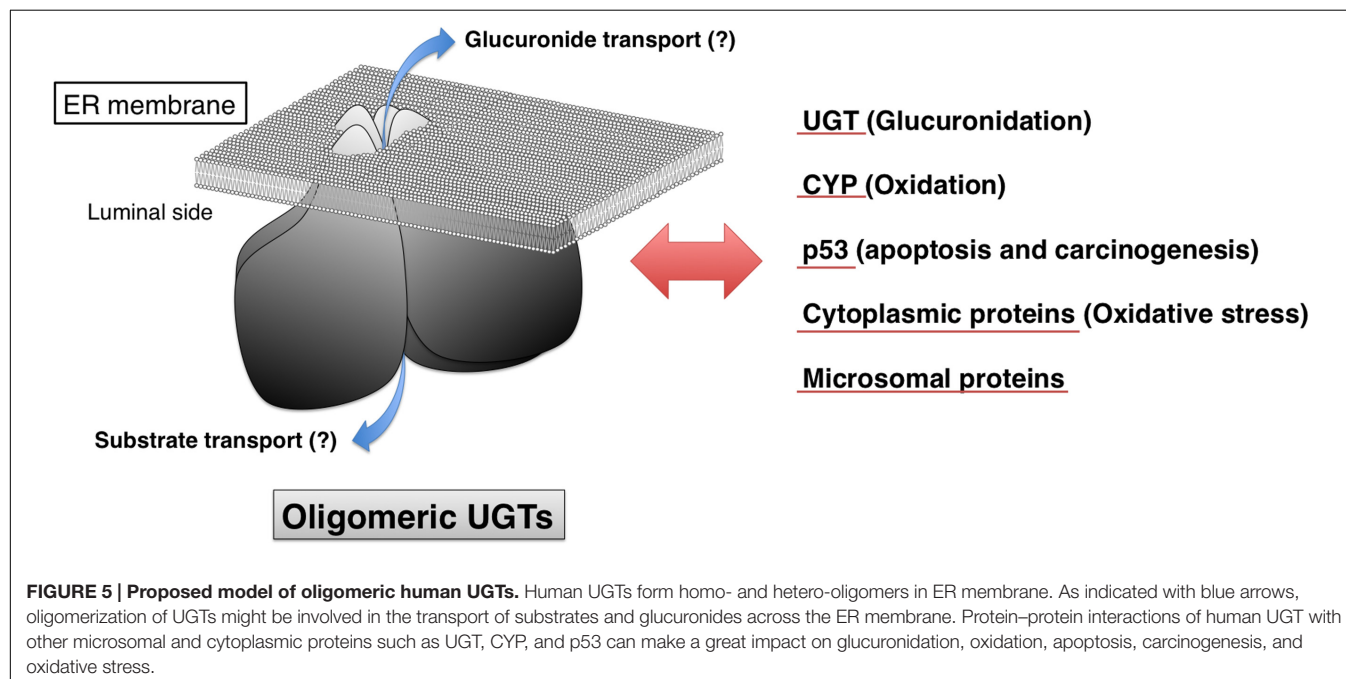 Glucuronide transport (?)
ER membrane
Luminal side
Substrate transport (?)
Oligomeric UGTs
UGT (Glucuronidation)
CYP (Oxidation)
p53 (apoptosis and carcinogenesis)
Cytoplasmic proteins (Oxidative stress)
Microsomal proteins
FIGURE 5 | Proposed model of oligomeric human UGTs. Human UGTs form homo- and hetero-oligomers in ER membrane. As indicated with blue arrows,
oligomerization of UGTs might be involved in the transport of substrates and glucuronides across the ER membrane. Protein–protein interactions of human UGT with
other microsomal and cytoplasmic proteins such as UGT, CYP, and p53 can make a great impact on glucuronidation, oxidation, apoptosis, carcinogenesis, and
oxidative stress.